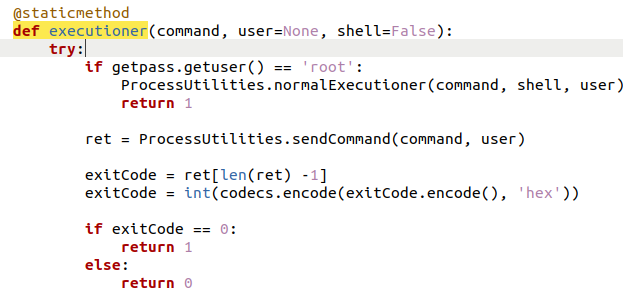 @staticmethod
def executioner(command, user=None, shell=False):
    try:
        if getpass.getuser() == 'root':
            ProcessUtilities.normalExecutioner(command, shell, user)
            return 1
        ret = ProcessUtilities.sendCommand(command, user)
        exitCode = ret[len(ret) -1]
        exitCode = int(codecs.encode(exitCode.encode(), 'hex'))
        if exitCode == 0:
            return 1
        else:
            return 0